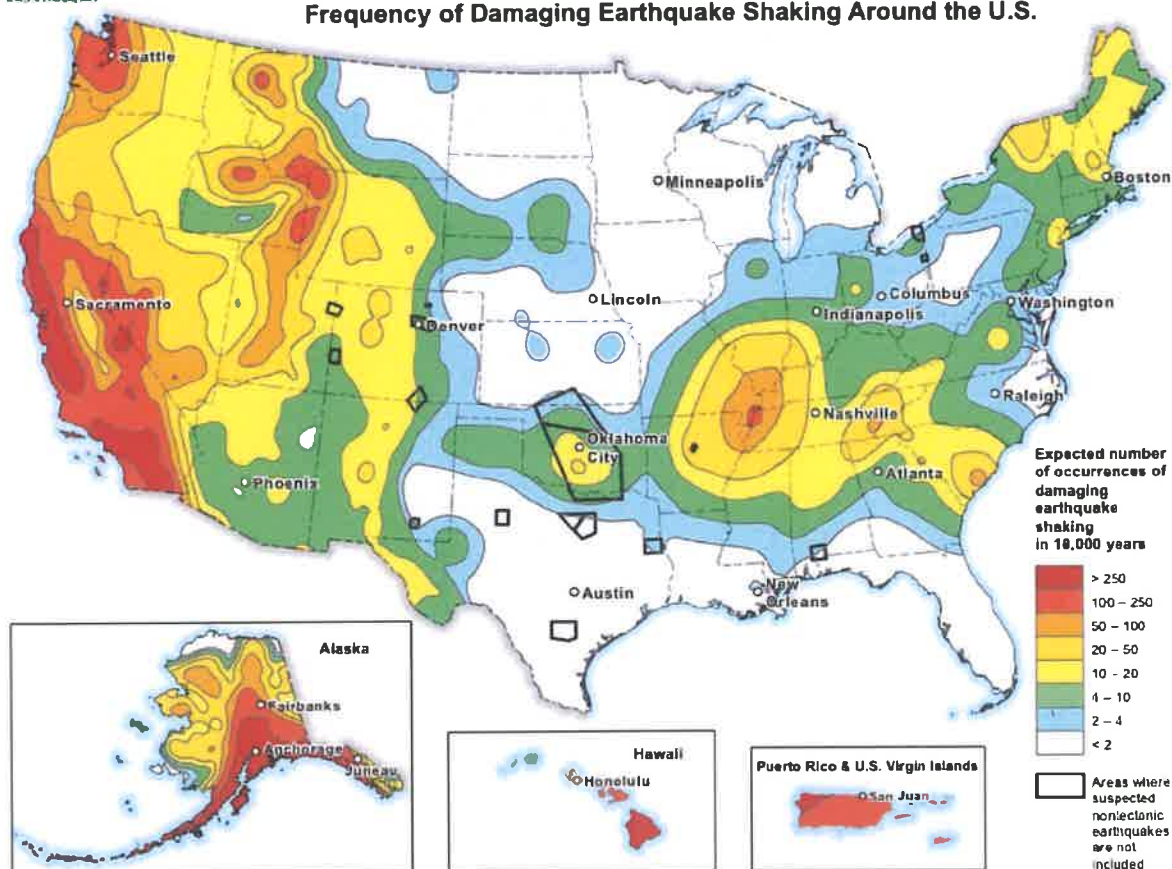 Frequency of Damaging Earthquake Shaking Around the U.S.
Seattle
Minneapolis
Boston
Sacramento
Lincoln
Columbus
Washington
Denver
Indianapolis
Raleigh
Nashville
Oklahoma
City
Phoenix
Atlanta
Austin
New
Orleans
Expected number
of occurrences of
damaging
earthquake
shaking
in 10,000 years
> 250
100 – 250
50 – 100
20 – 50
10 - 20
4 – 10
2 – 4
< 2
Areas where
suspected
nontectonic
earthquakes
are not
included
Alaska
Fairbanks
Anchorage
Juneau
Hawaii
Honolulu
Puerto Rico & U.S. Virgin Islands
San Juan